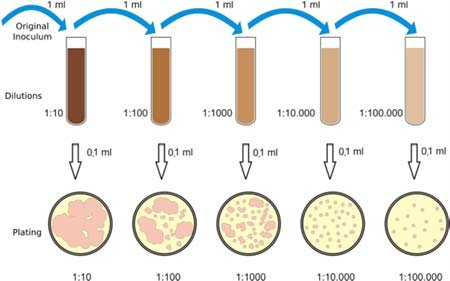 1 ml 1 ml 1 ml 1 ml 1 ml
Original
Inoculum
Dilutions
1:10 1:100 1:1000 1:10.000 1:100.000
0,1 ml 0,1 ml 0,1 ml 0,1 ml 0,1 ml
Plating
1:10 1:100 1:1000 1:10.000 1:100.000